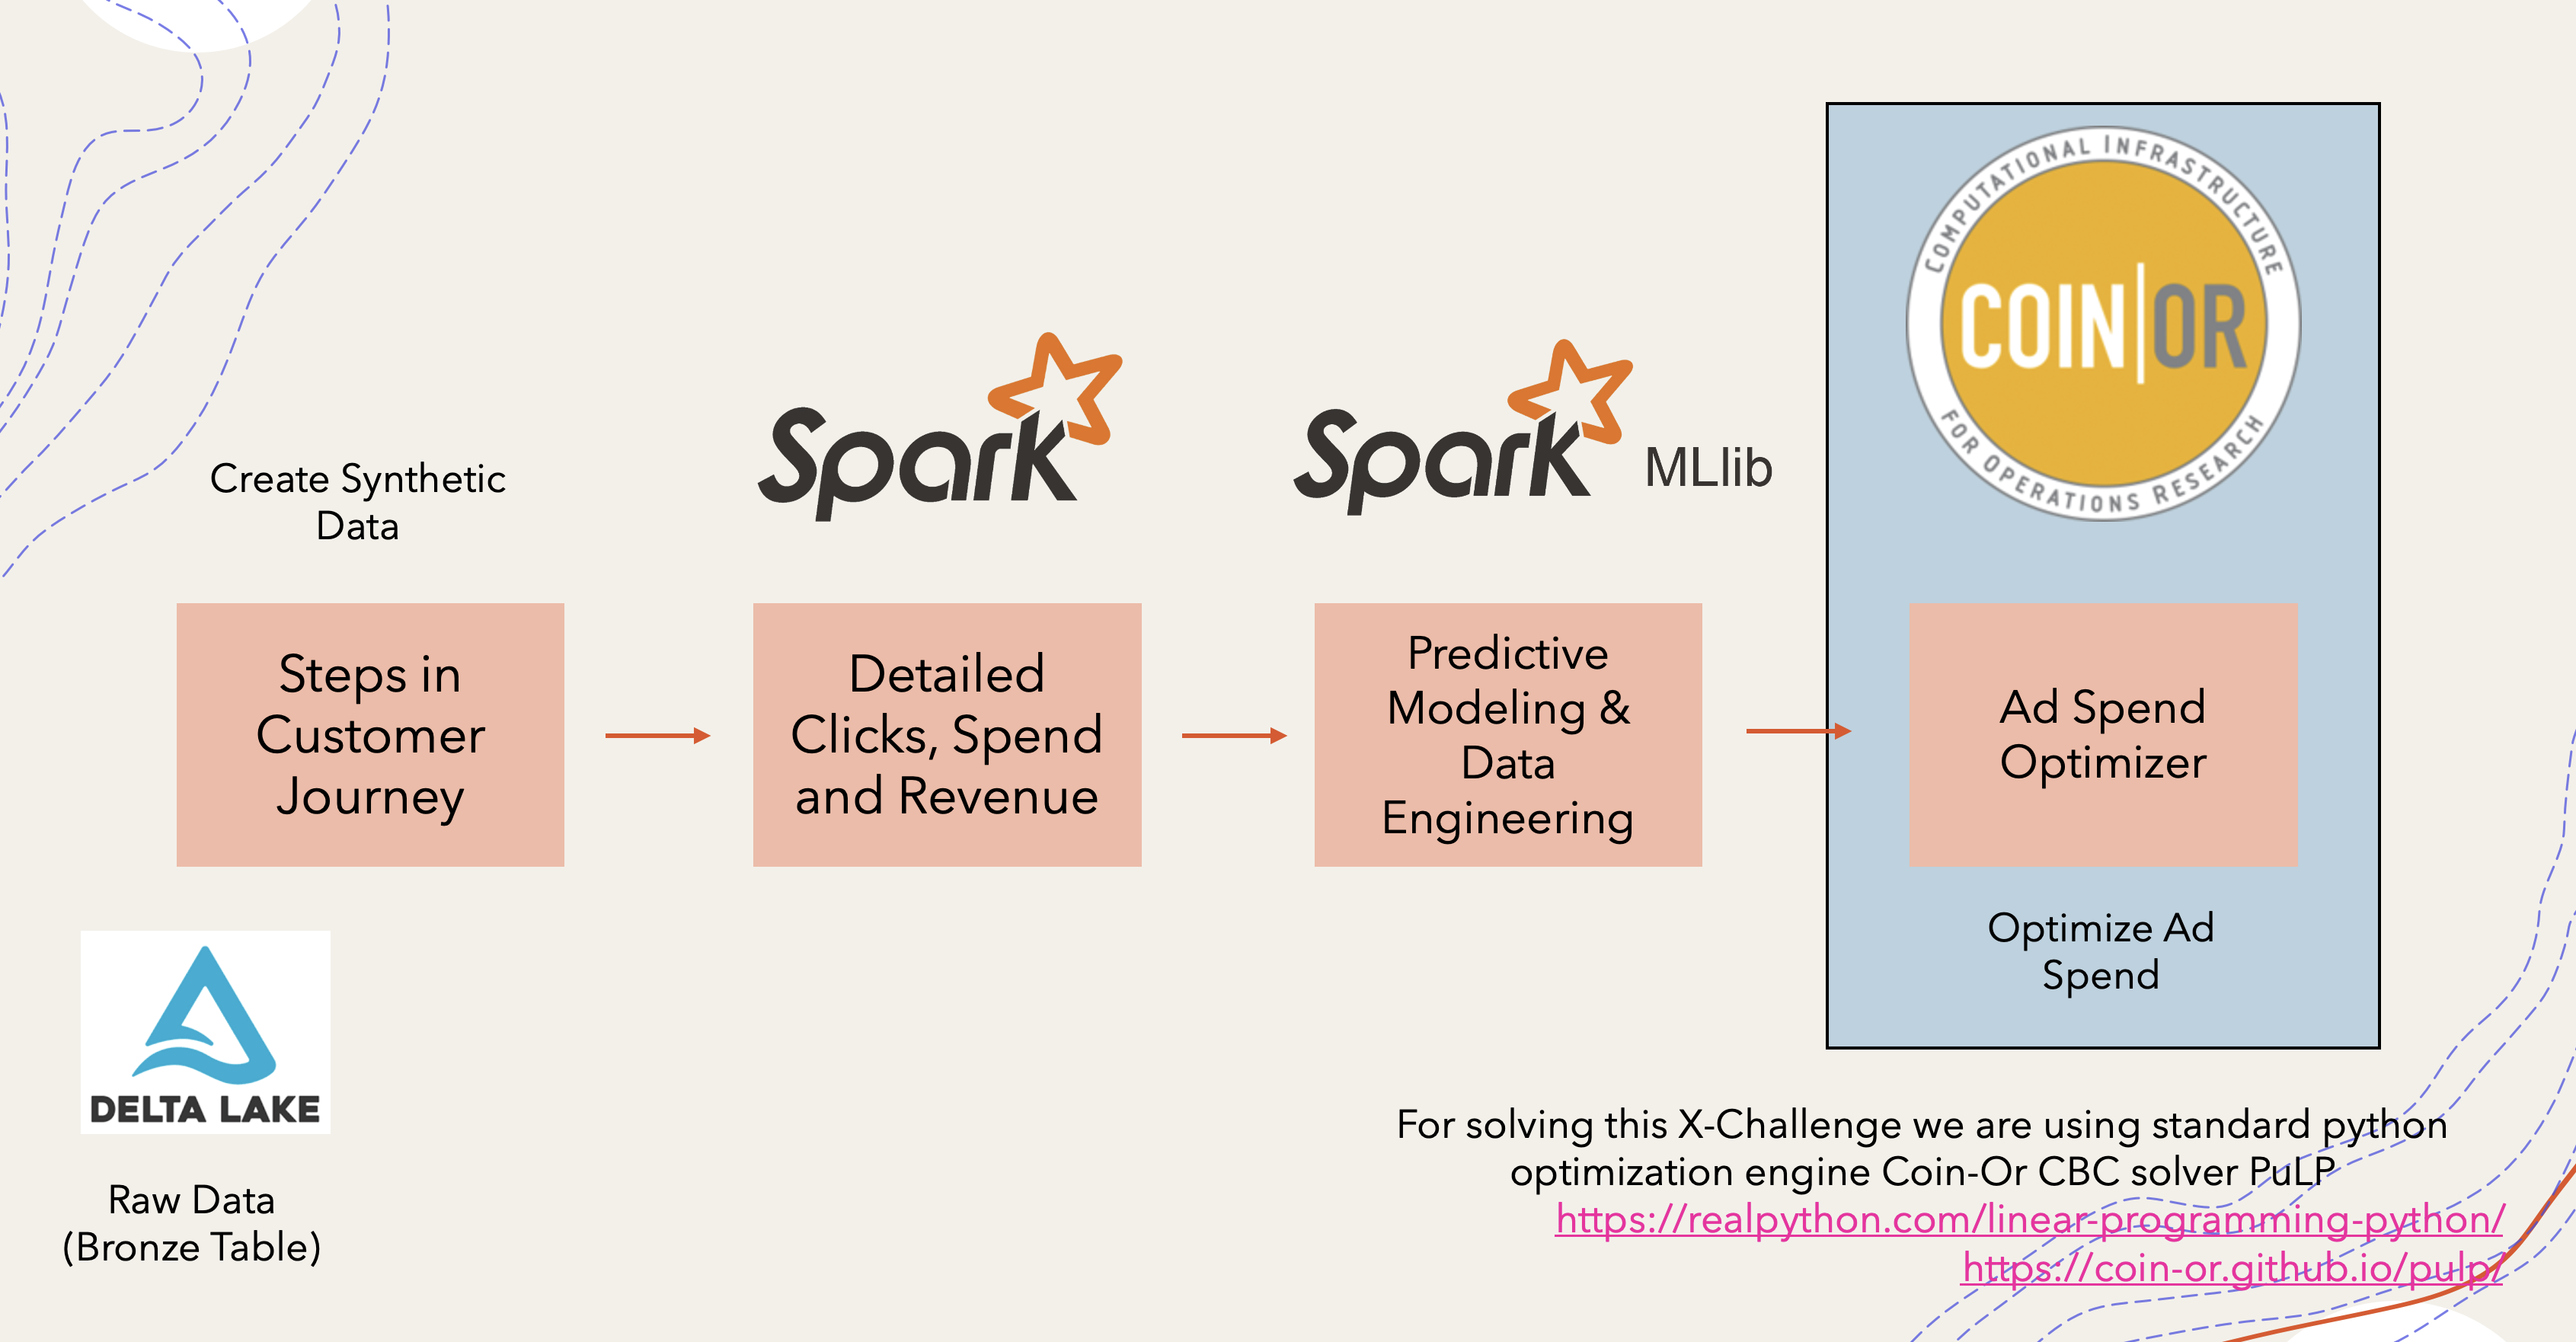 Create Synthetic
Data
Steps in
Customer
Journey
DELTA LAKE
Raw Data
(Bronze Table)
Spark
Detailed
Clicks, Spend
and Revenue
Spark MLlib
Predictive
Modeling &
Data
Engineering
COMPUTATIONAL INFRASTRUCTURE
COIN|OR
FOR OPERATIONS RESEARCH
Ad Spend
Optimizer
Optimize Ad
Spend
For solving this X-Challenge we are using standard python
optimization engine Coin-Or CBC solver PuLP
https://realpython.com/linear-programming-python/
https://coin-or.github.io/pulp/